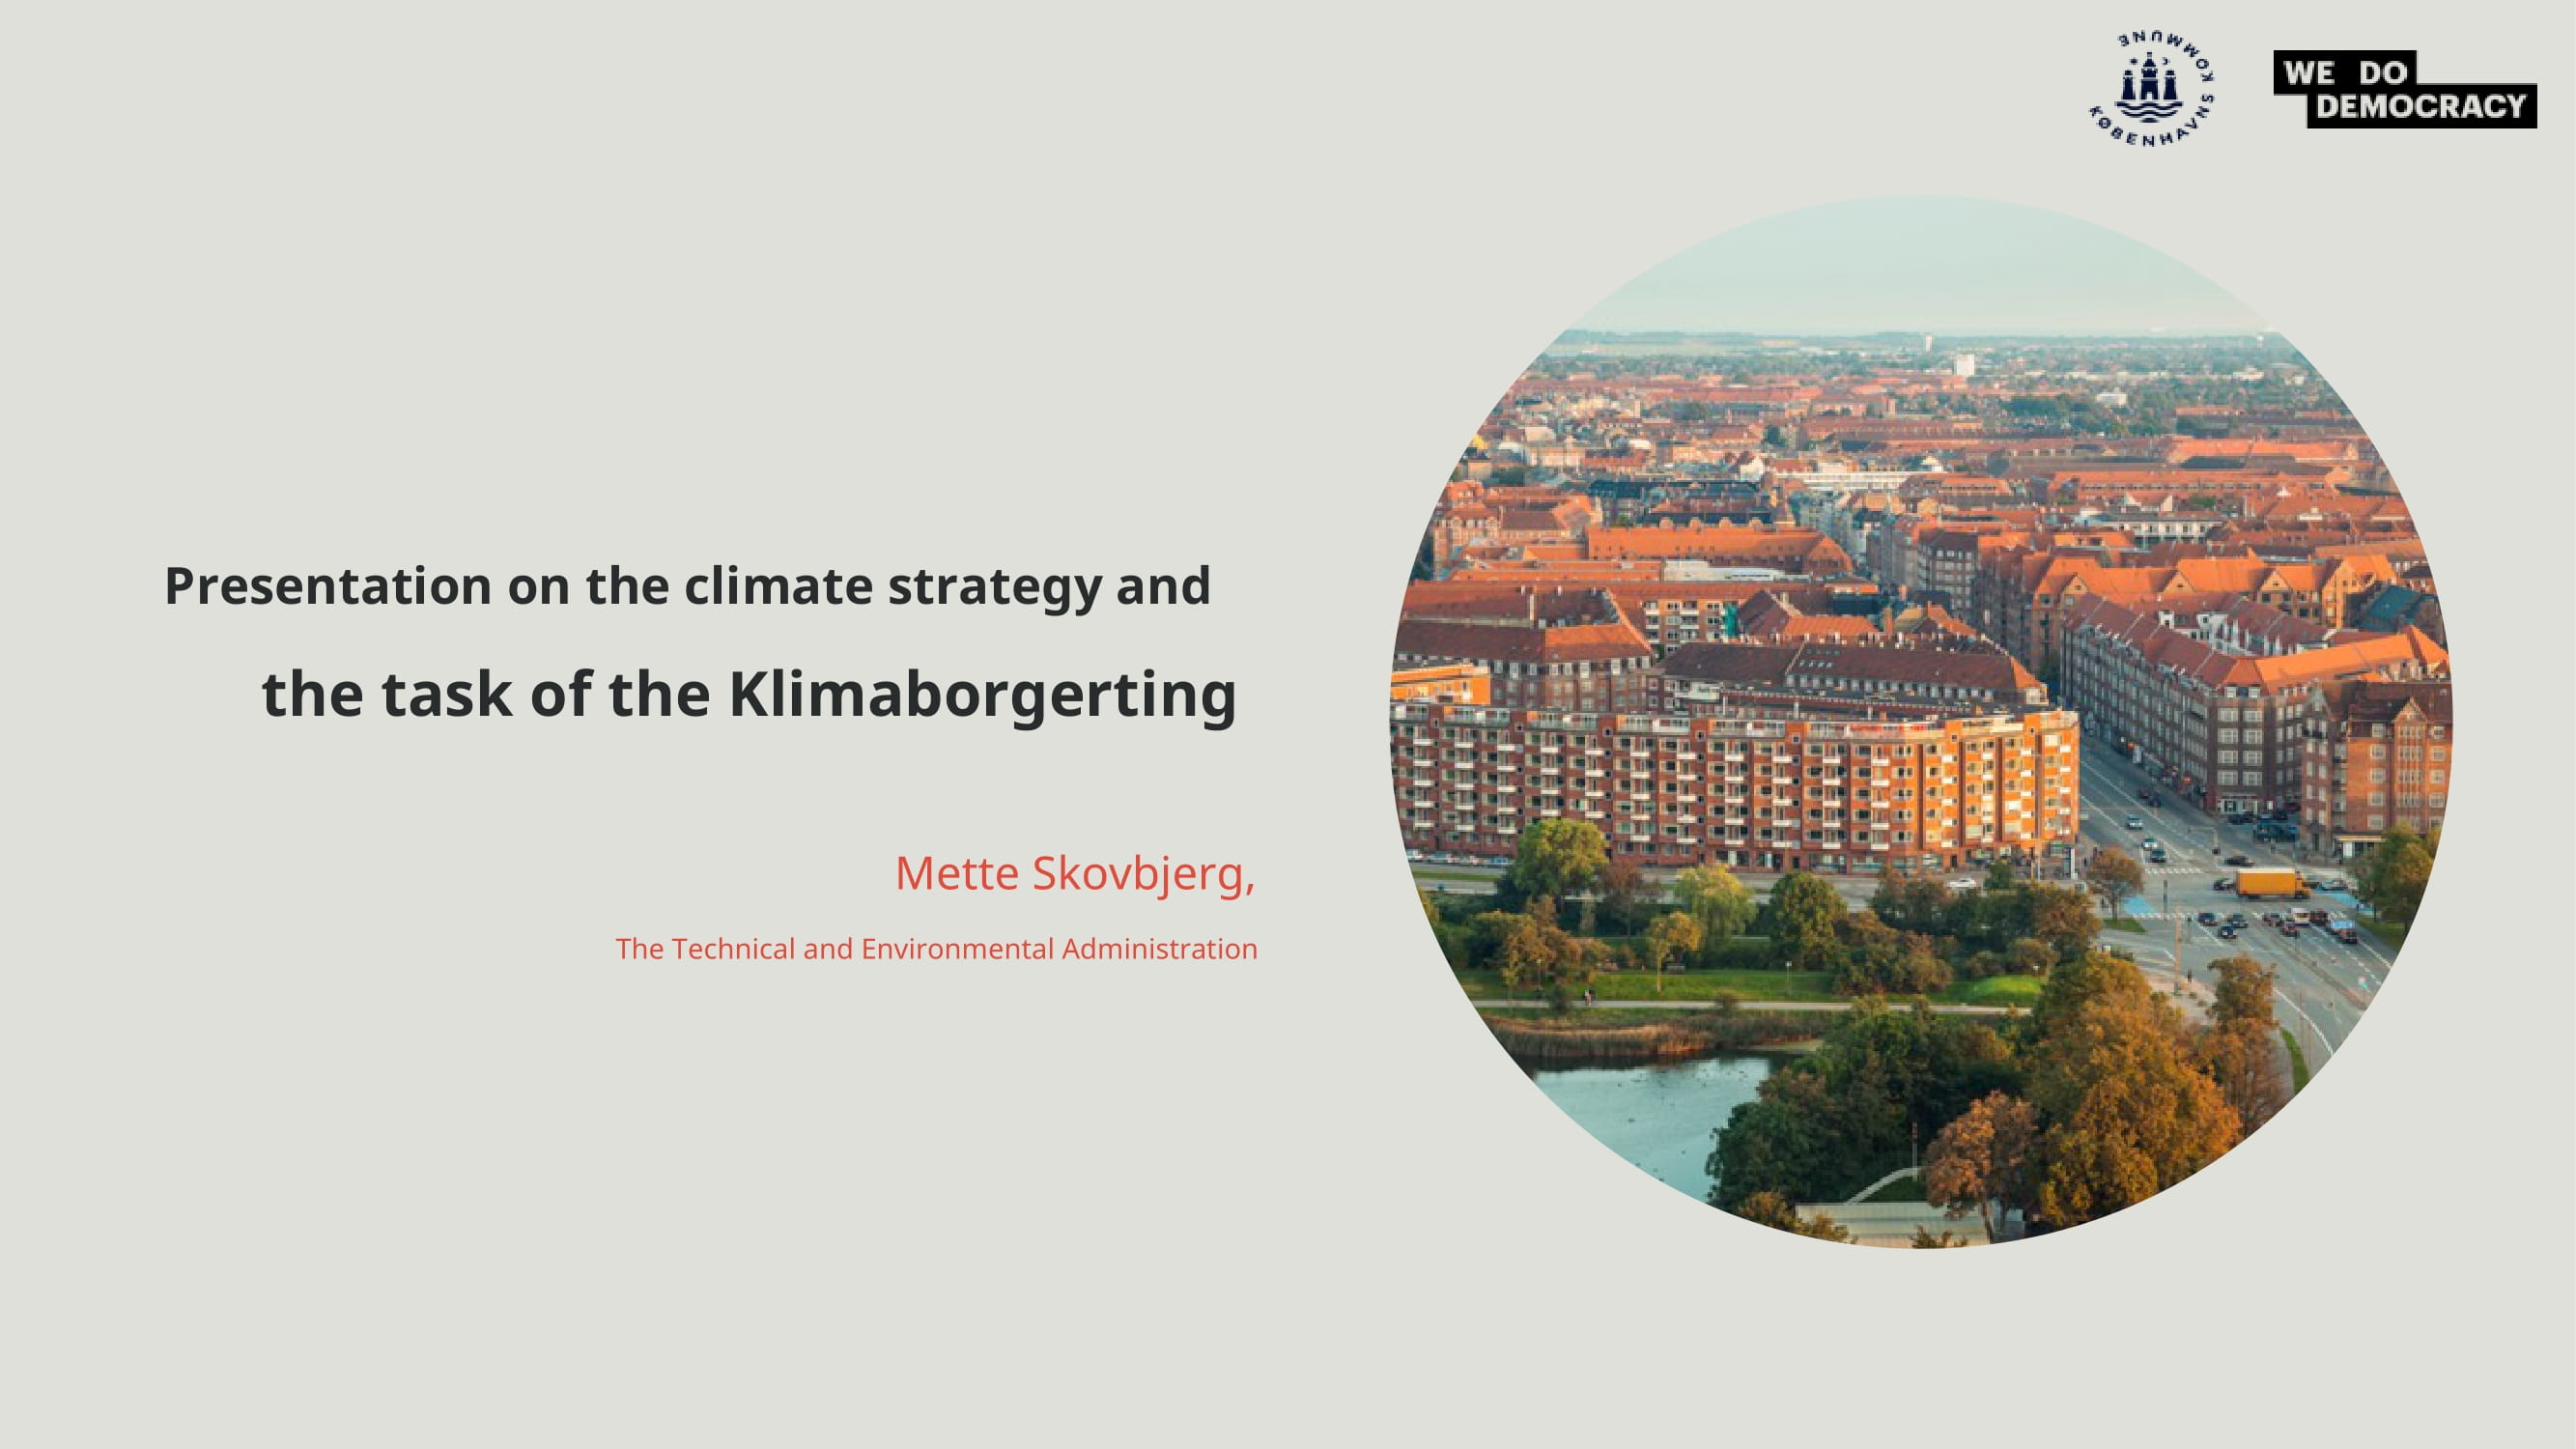 KØBENHAVNS KOMMUNE
WE DO
DEMOCRACY
Presentation on the climate strategy and
the task of the Klimaborgerting
Mette Skovbjerg,
The Technical and Environmental Administration